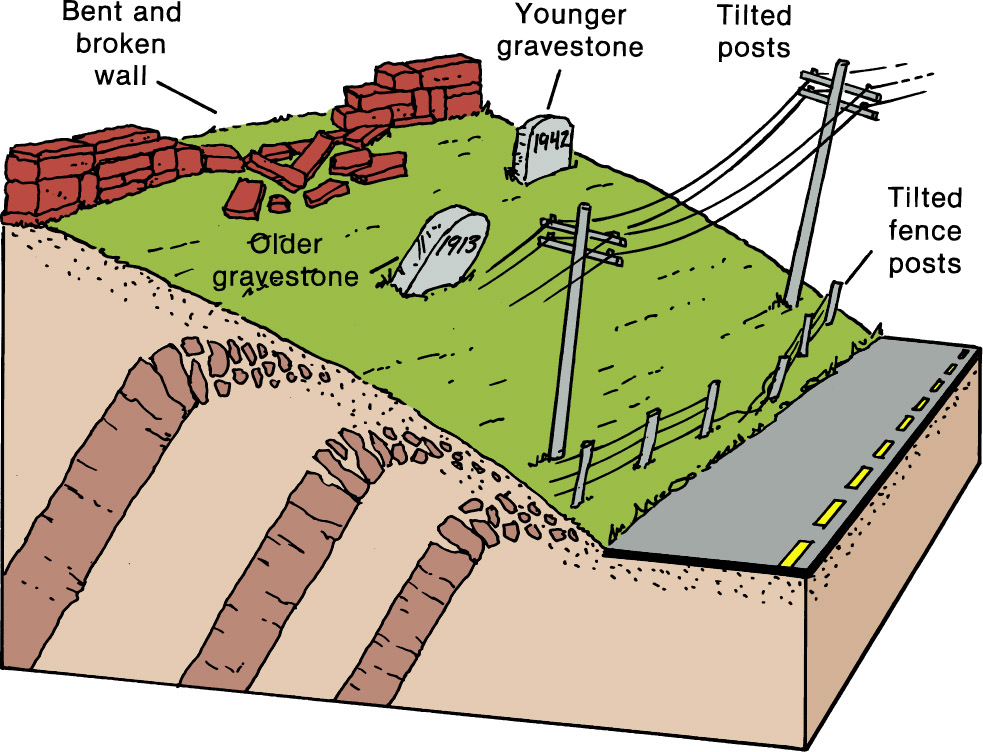 Bent and
broken
wall
Younger
gravestone
Tilted
posts
1942
Tilted
fence
posts
Older
gravestone
1913